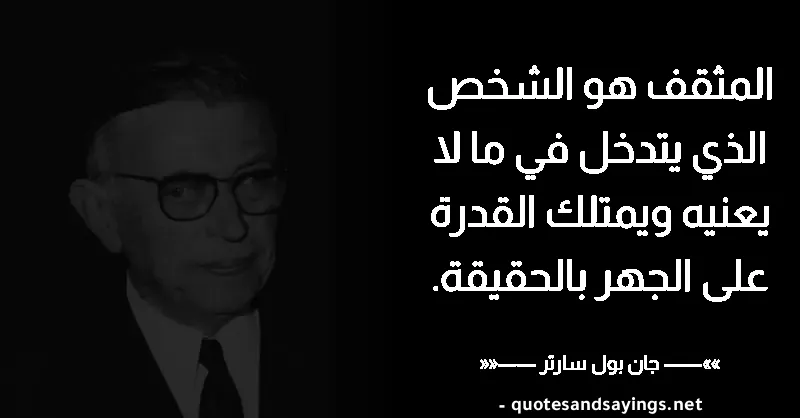 المثقف هو الشخص
الذي يتدخل في ما لا
يعنيه ويمتلك القدرة
على الجهر بالحقيقة.
»»—— جان بول سارتر ——««
- quotesandsayings.net